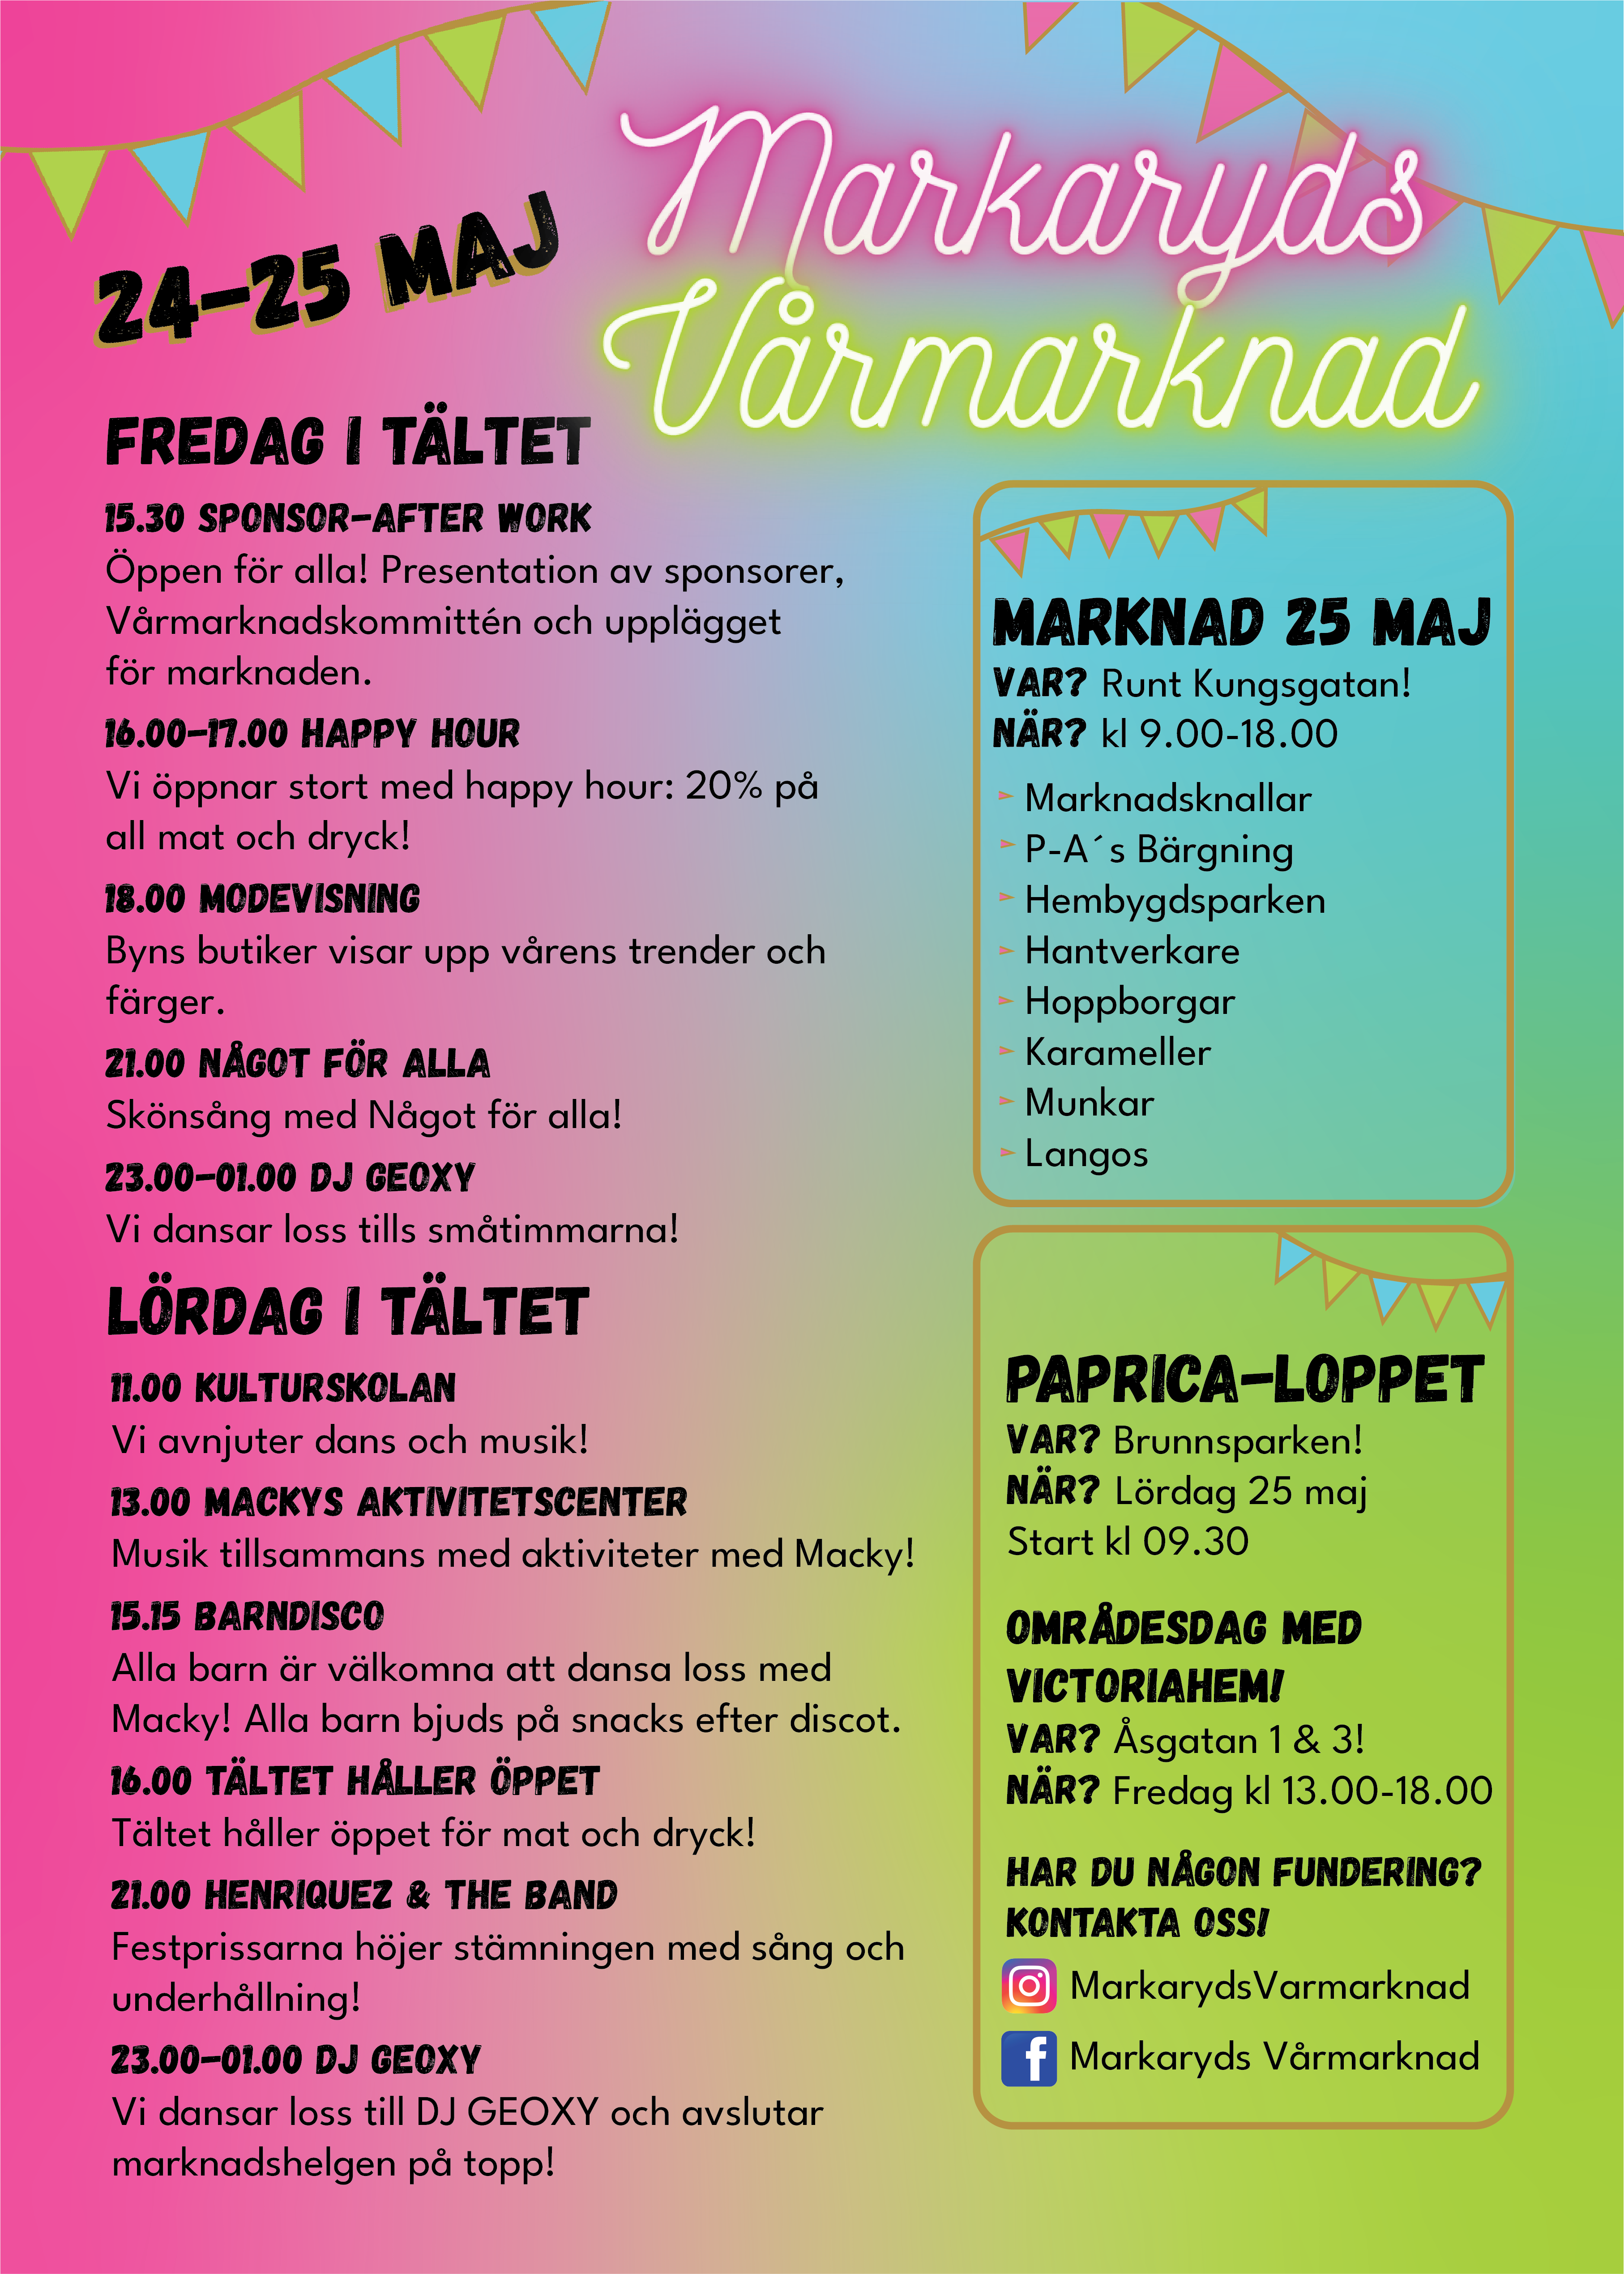 Markaryds
Vårmarknad
24-25 MAJ
FREDAG I TÄLTET
15.30 SPONSOR-AFTER WORK
Öppen för alla! Presentation av sponsorer,
Vårmarknadskommittén och upplägget
för marknaden.
16.00-17.00 HAPPY HOUR
Vi öppnar stort med happy hour: 20% på
all mat och dryck!
18.00 MODEVISNING
Byns butiker visar upp vårens trender och
färger.
21.00 NÅGOT FÖR ALLA
Skönsång med Något för alla!
23.00-01.00 DJ GEOXY
Vi dansar loss tills småtimmarna!
LÖRDAG I TÄLTET
11.00 KULTURSKOLAN
Vi avnjuter dans och musik!
13.00 MACKYS AKTIVITETSCENTER
Musik tillsammans med aktiviteter med Macky!
15.15 BARNDISCO
Alla barn är välkomna att dansa loss med
Macky! Alla barn bjuds på snacks efter discot.
16.00 TÄLTET HÅLLER ÖPPET
Tältet håller öppet för mat och dryck!
21.00 HENRIQUEZ & THE BAND
Festprissarna höjer stämningen med sång och
underhållning!
23.00-01.00 DJ GEOXY
Vi dansar loss till DJ GEOXY och avslutar
marknadshelgen på topp!
MARKNAD 25 MAJ
VAR? Runt Kungsgatan!
NÄR? kl 9.00-18.00
Marknadsknallar
P-A´s Bärgning
Hembygdsparken
Hantverkare
Hoppborgar
Karameller
Munkar
Langos
PAPRICA-LOPPET
VAR? Brunnsparken!
NÄR? Lördag 25 maj
Start kl 09.30
OMRÅDESDAG MED
VICTORIAHEM!
VAR? Åsgatan 1 & 3!
NÄR? Fredag kl 13.00-18.00
HAR DU NÅGON FUNDERING?
KONTAKTA OSS!
MarkarydsVarmarknad
Markaryds Vårmarknad